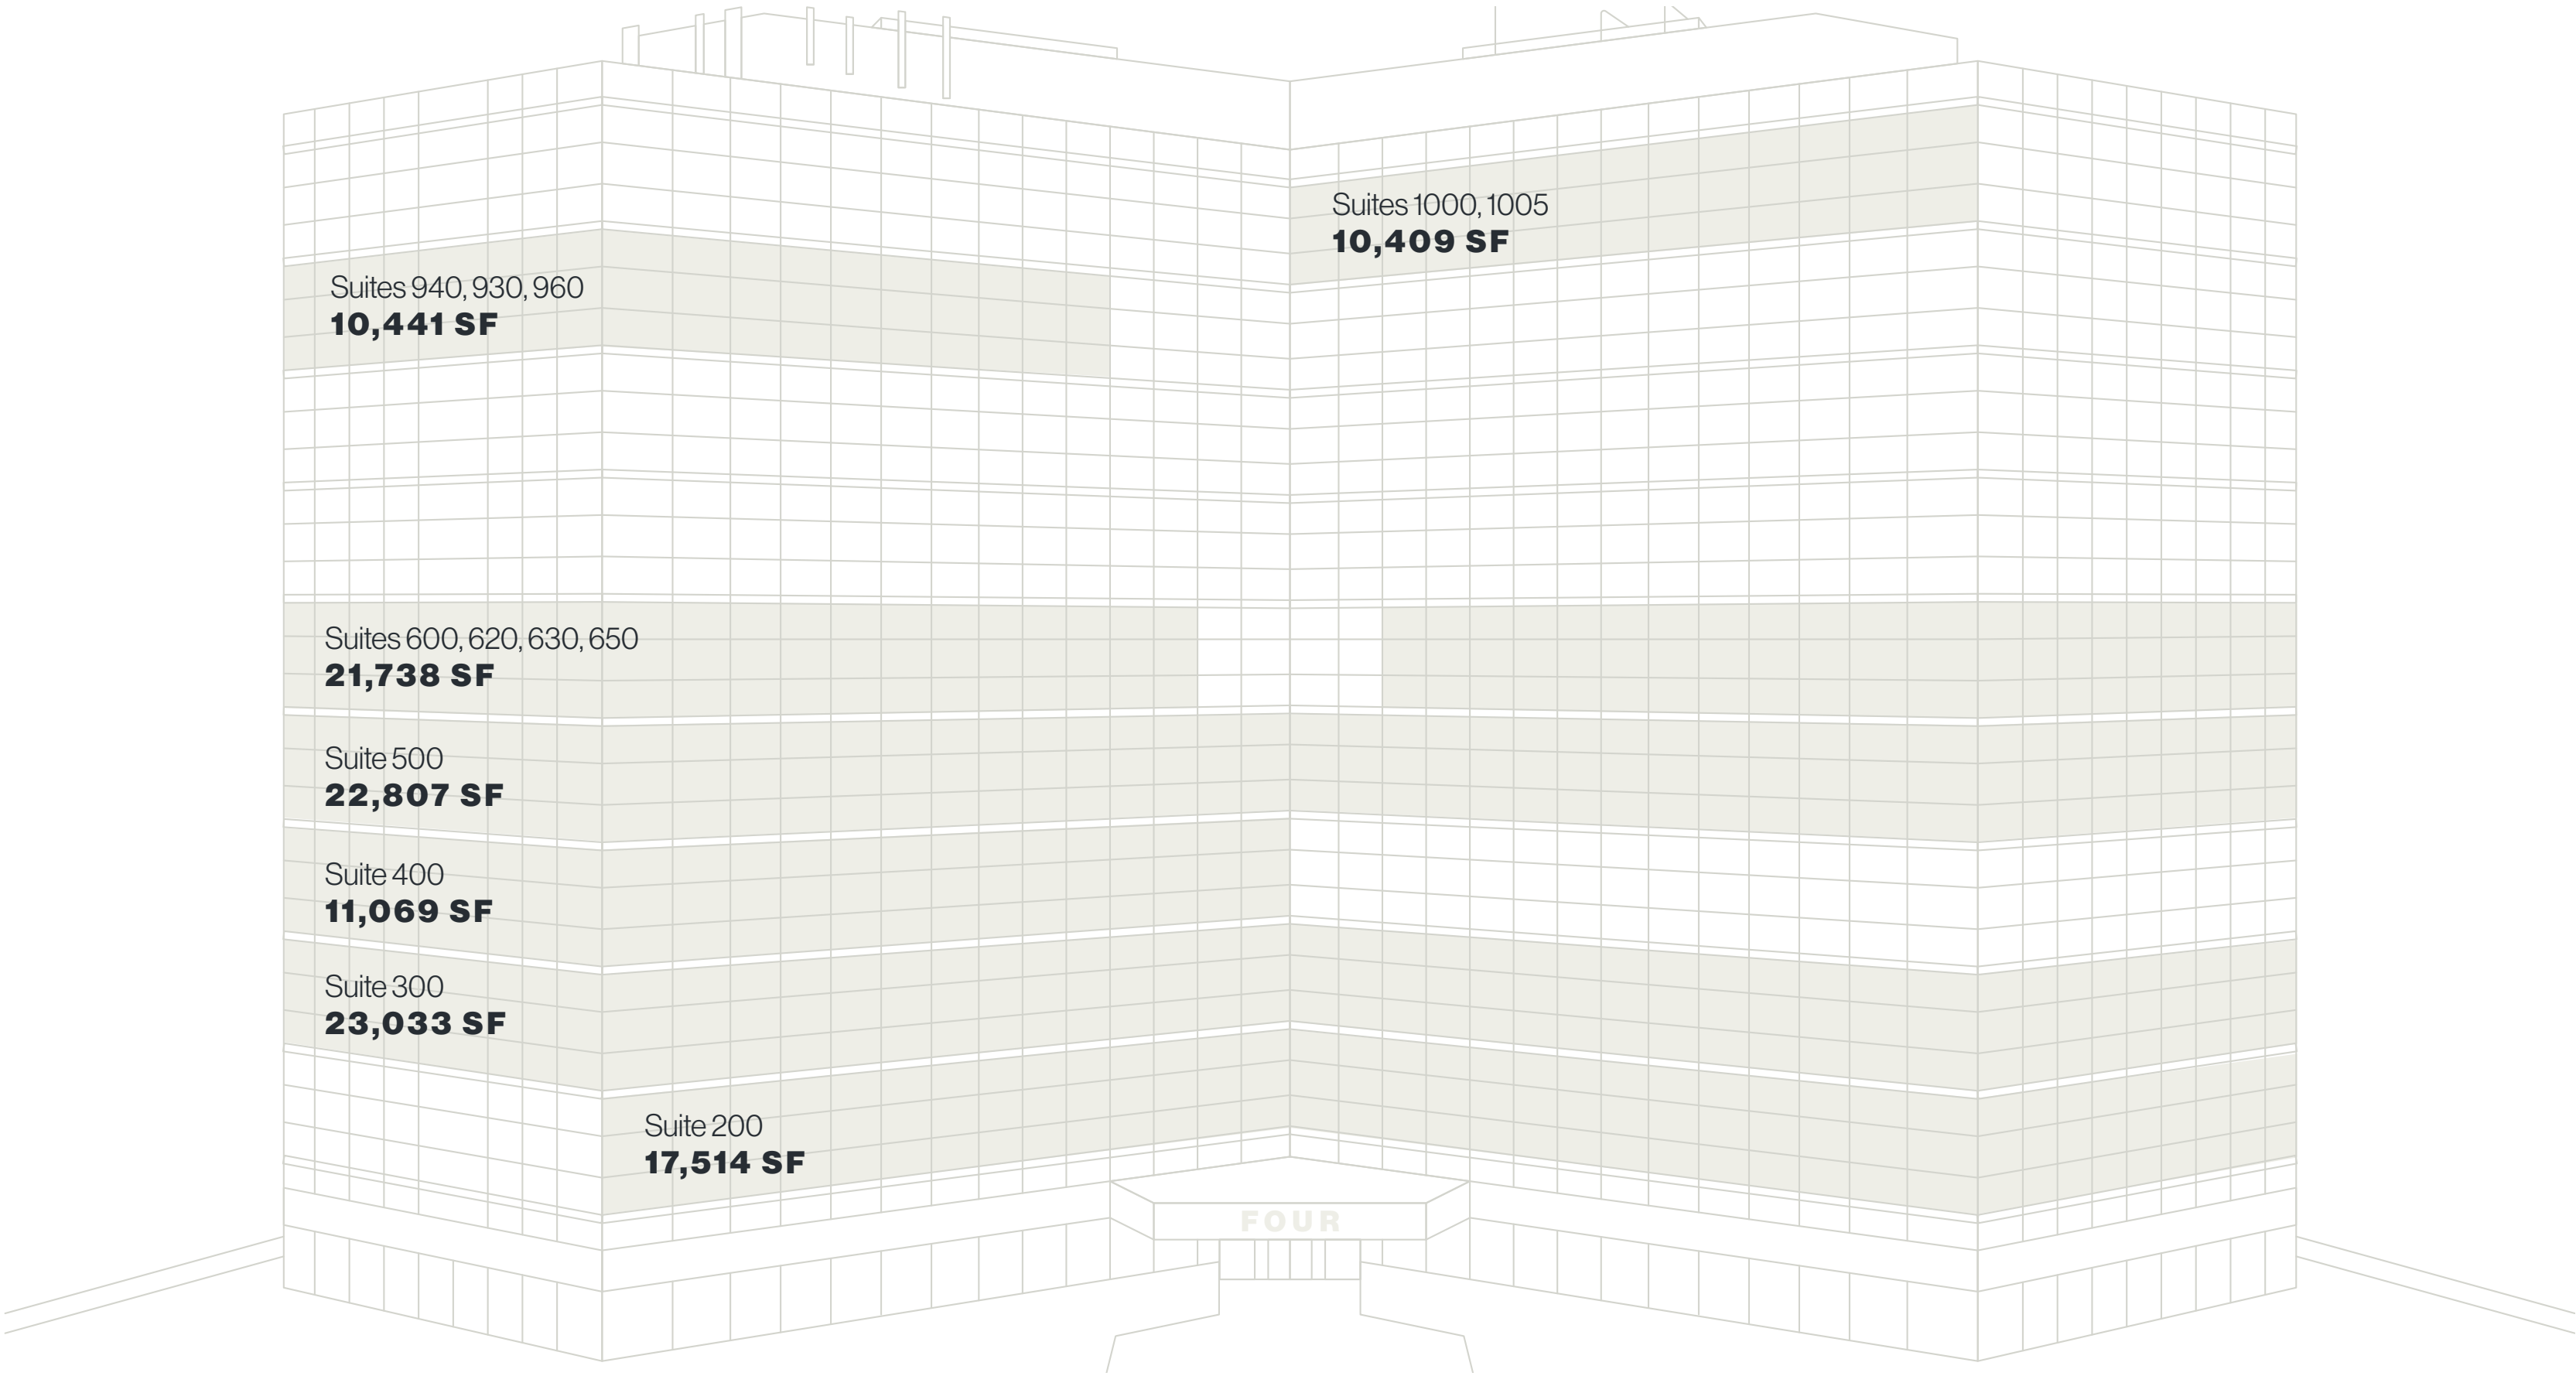 Suites 1000, 1005
10,409 SF
Suites 940, 930, 960
10,441 SF
Suites 600, 620, 630, 650
21,738 SF
Suite 500
22,807 SF
Suite 400
11,069 SF
Suite 300
23,033 SF
Suite 200
17,514 SF
FOUR